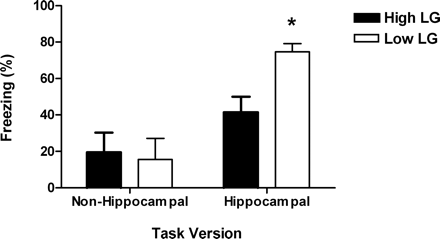 100
80
60
40
20
0
Freezing (%)
*
High LG
Low LG
Non-Hippocampal
Hippocampal
Task Version